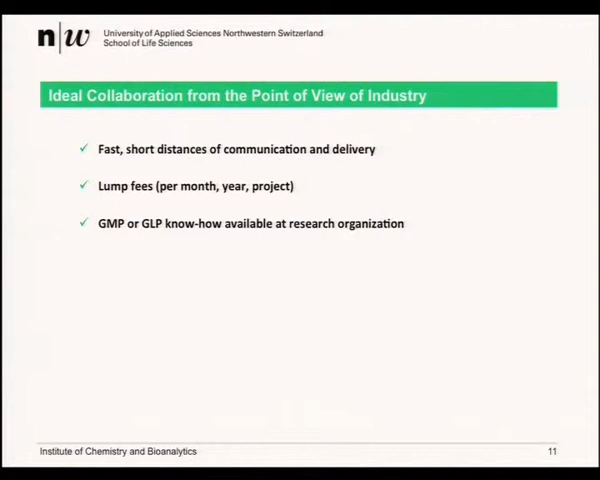 n|w University of Applied Sciences Northwestern Switzerland
School of Life Sciences
Ideal Collaboration from the Point of View of Industry
✓ Fast, short distances of communication and delivery
✓ Lump fees (per month, year, project)
✓ GMP or GLP know-how available at research organization
Institute of Chemistry and Bioanalytics 11